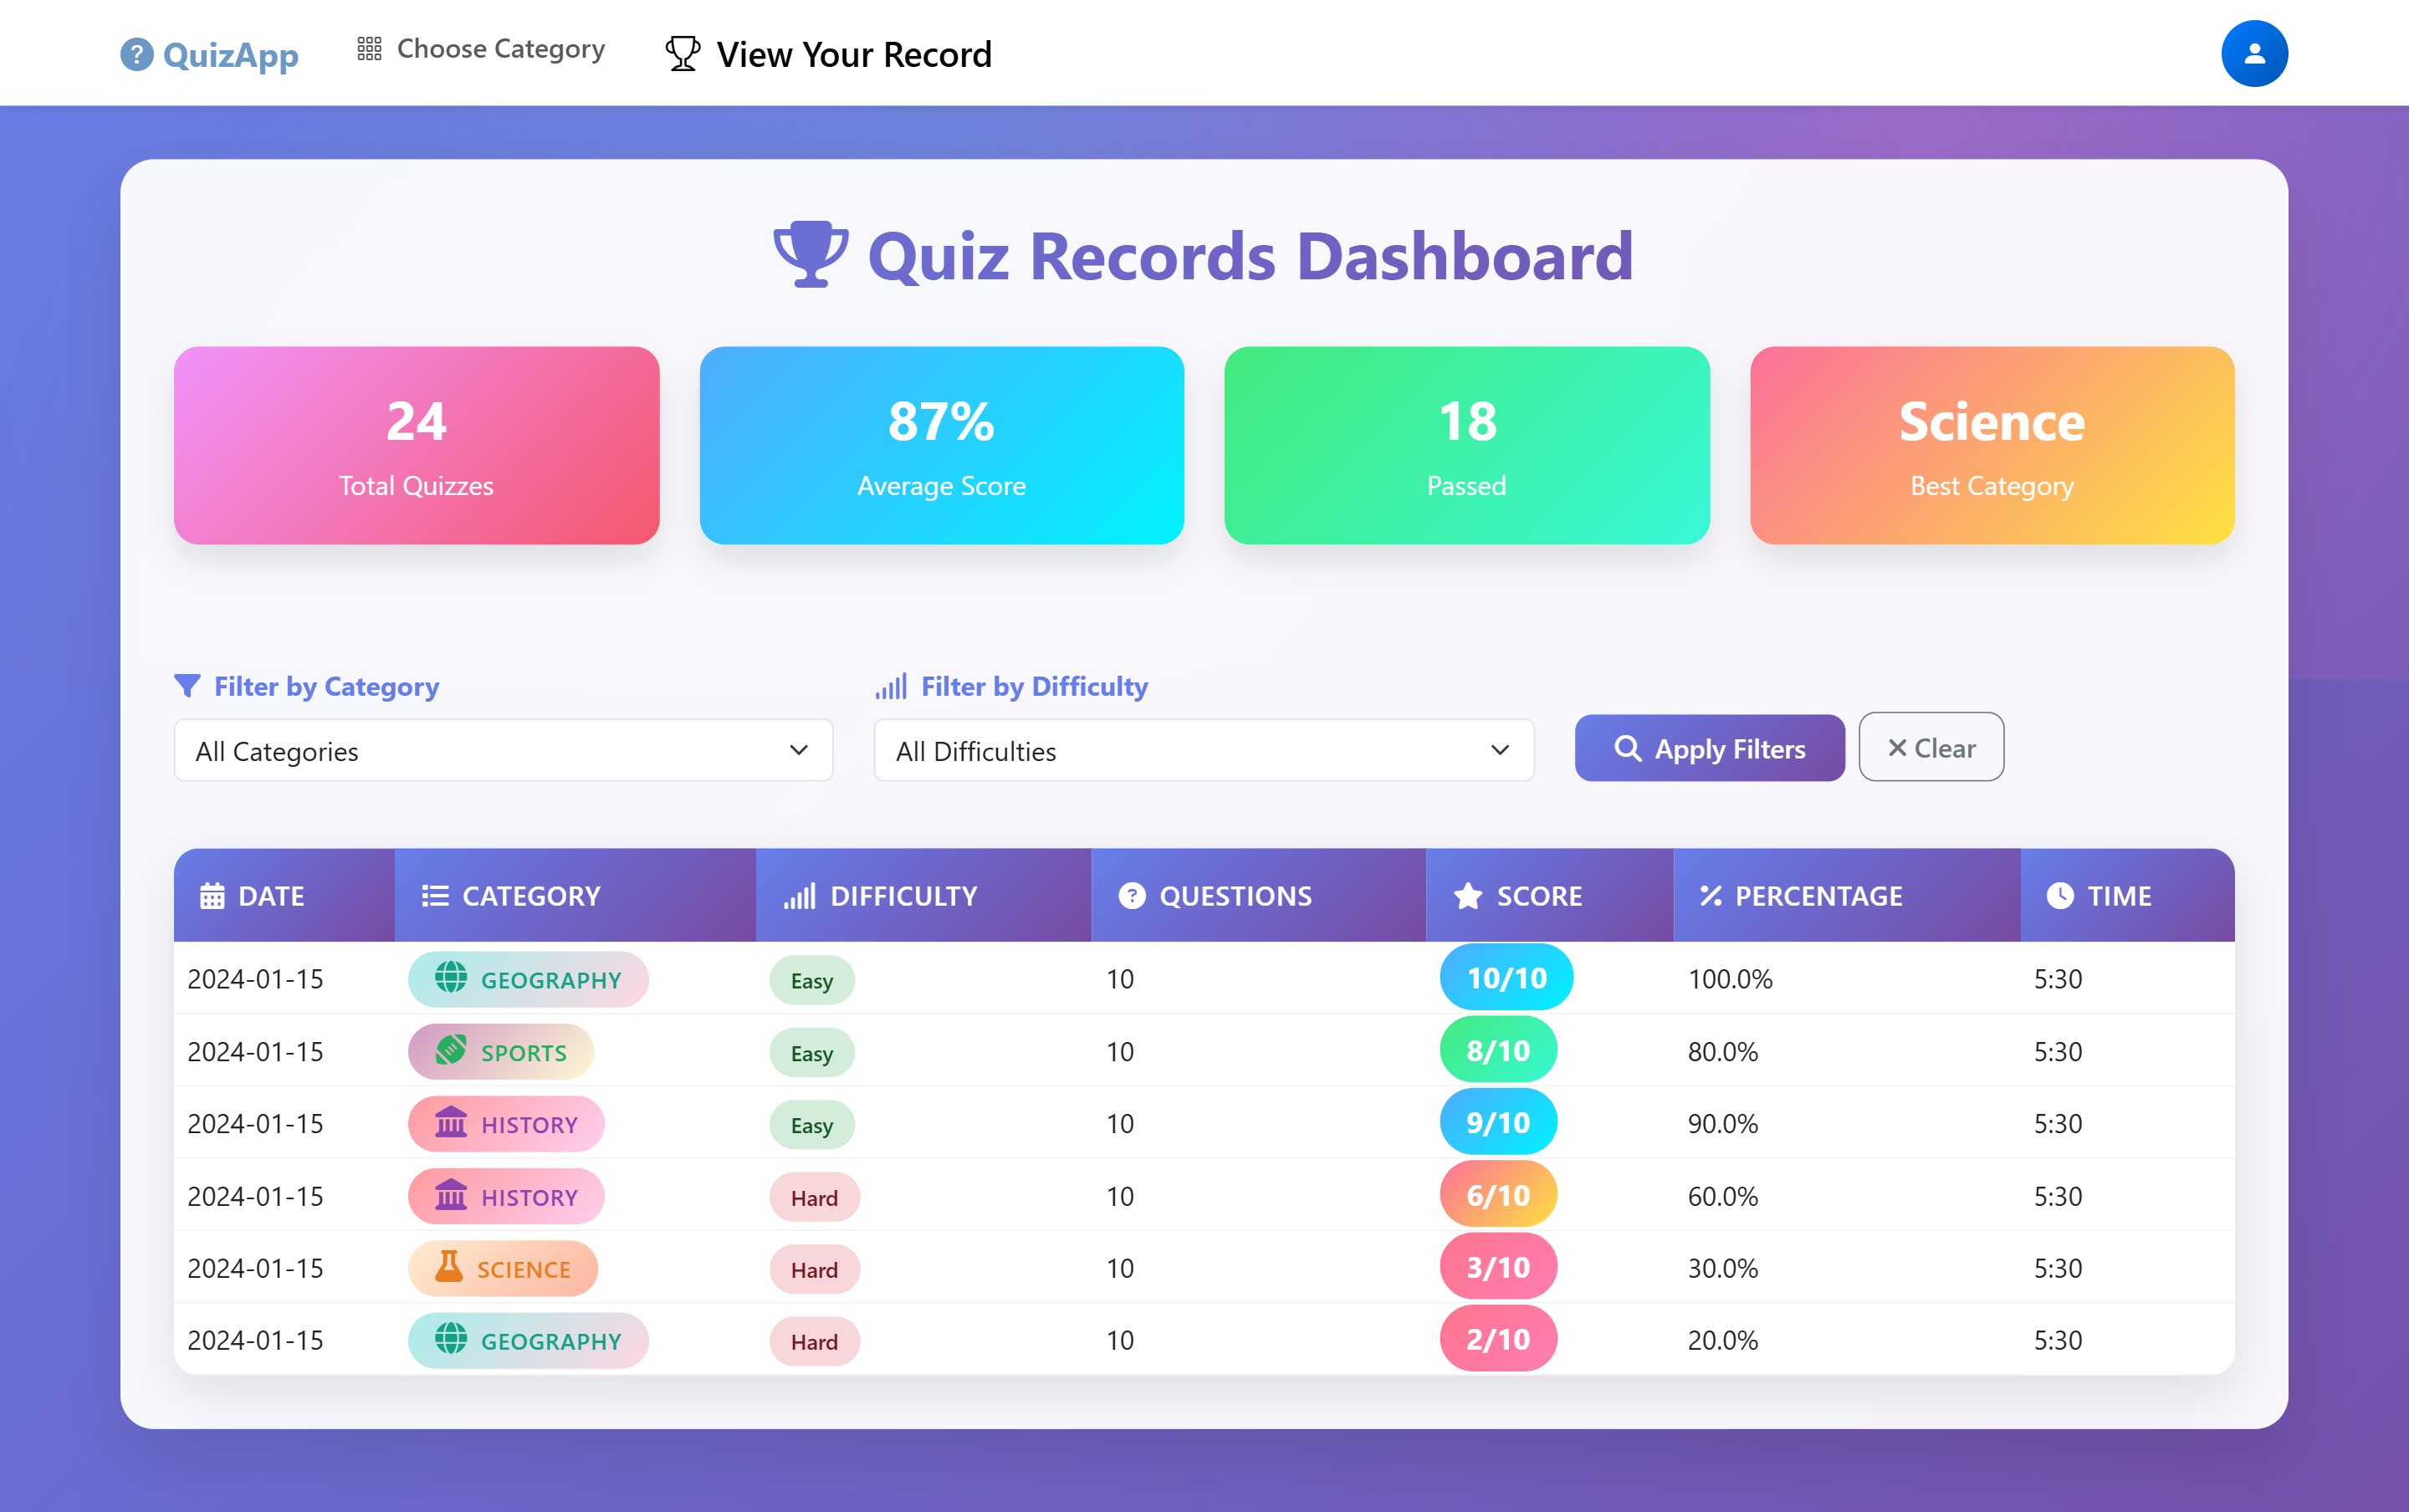 QuizApp Choose Category View Your Record
Quiz Records Dashboard
24
Total Quizzes
87%
Average Score
18
Passed
Science
Best Category
Filter by Category
All Categories
Filter by Difficulty
All Difficulties
Apply Filters
Clear
DATE CATEGORY DIFFICULTY QUESTIONS SCORE PERCENTAGE TIME
2024-01-15 GEOGRAPHY Easy 10 10/10 100.0% 5:30
2024-01-15 SPORTS Easy 10 8/10 80.0% 5:30
2024-01-15 HISTORY Easy 10 9/10 90.0% 5:30
2024-01-15 HISTORY Hard 10 6/10 60.0% 5:30
2024-01-15 SCIENCE Hard 10 3/10 30.0% 5:30
2024-01-15 GEOGRAPHY Hard 10 2/10 20.0% 5:30